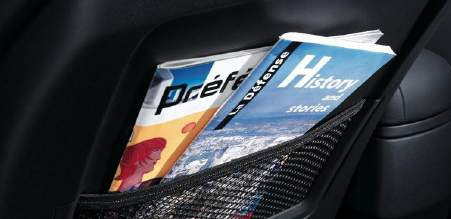 Préfé
La Défense
History
and
stories